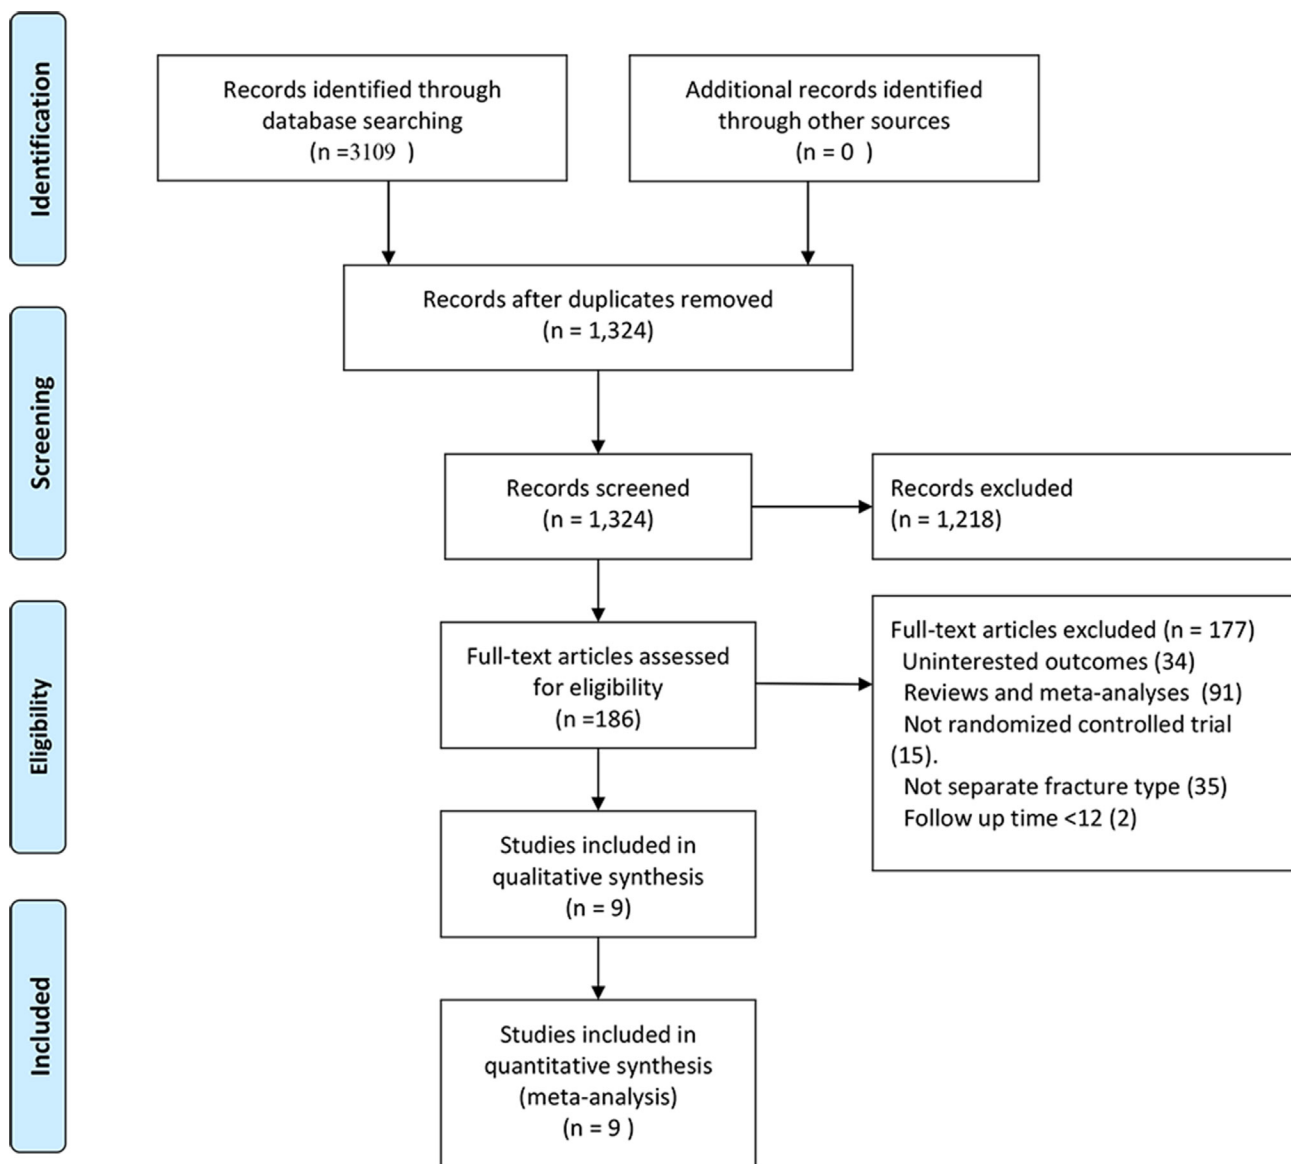 Identification
Records identified through
database searching
(n =3109  )
Additional records identified
through other sources
(n = 0  )
Records after duplicates removed
(n = 1,324)
Screening
Records screened
(n = 1,324)
Records excluded
(n = 1,218)
Eligibility
Full-text articles assessed
for eligibility
(n =186)
Full-text articles excluded (n = 177)
Uninterested outcomes (34)
Reviews and meta-analyses  (91)
Not randomized controlled trial
(15).
Not separate fracture type (35)
Follow up time <12 (2)
Studies included in
qualitative synthesis
(n = 9)
Included
Studies included in
quantitative synthesis
(meta-analysis)
(n = 9 )